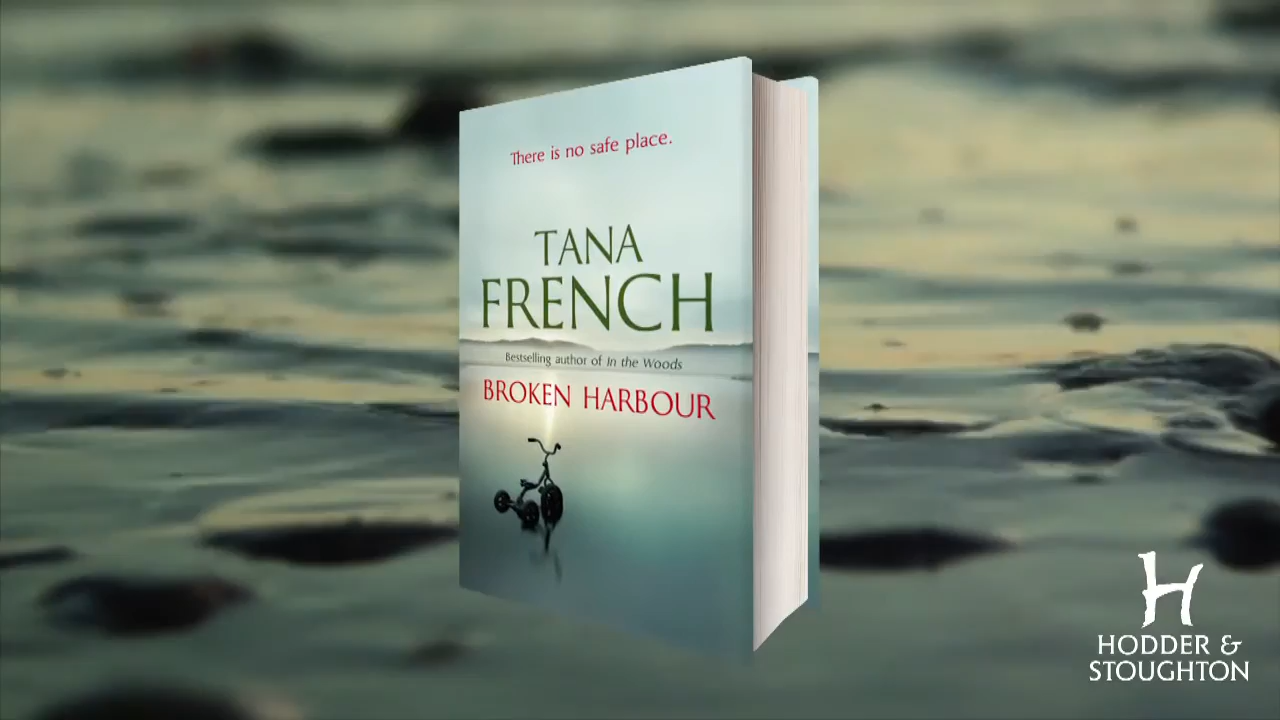 There is no safe place.
TANA
FRENCH
Bestselling author of In the Woods
BROKEN HARBOUR
H
HODDER &
STOUGHTON